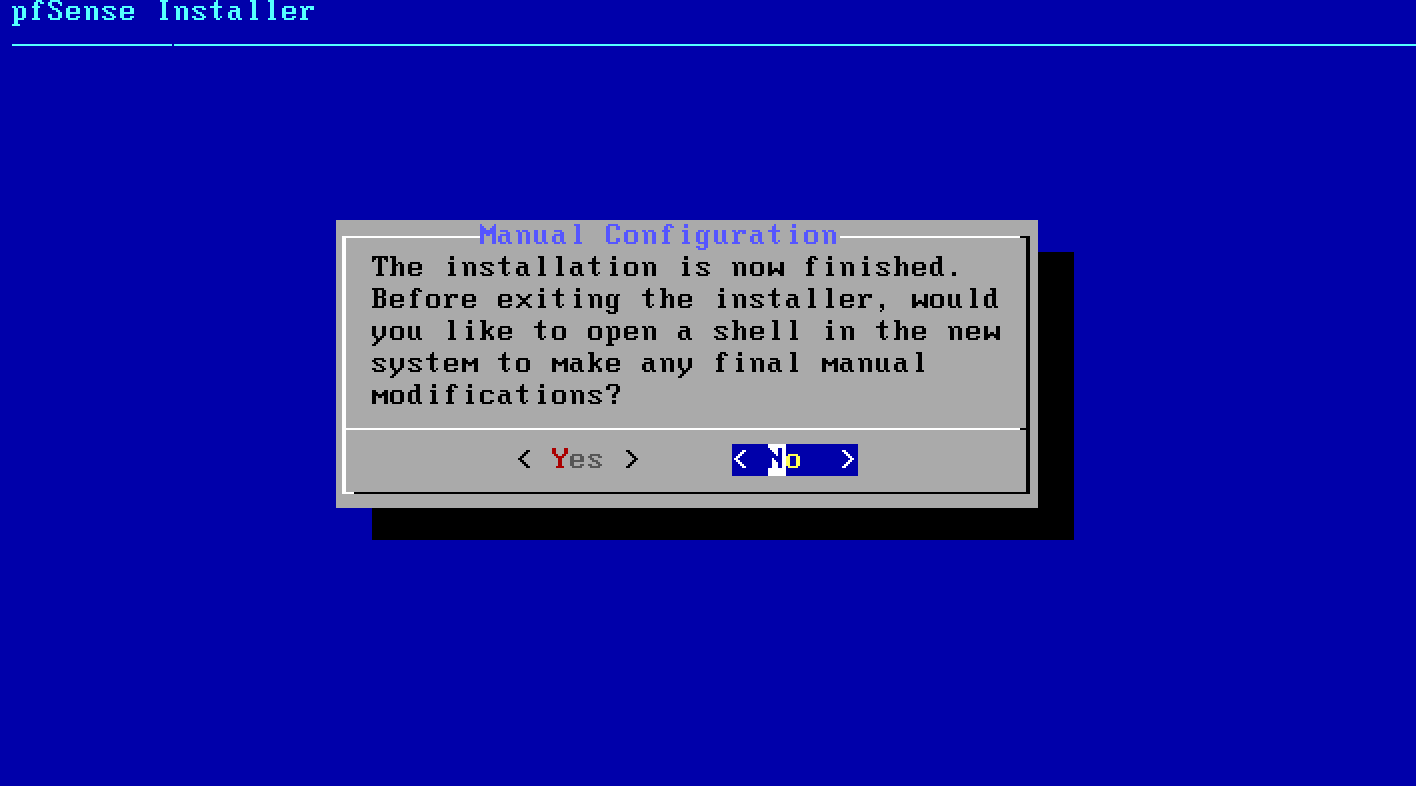 pfSense Installer
Manual Configuration
The installation is now finished.
Before exiting the installer, would
you like to open a shell in the new
system to make any final manual
modifications?
< Yes > < No >